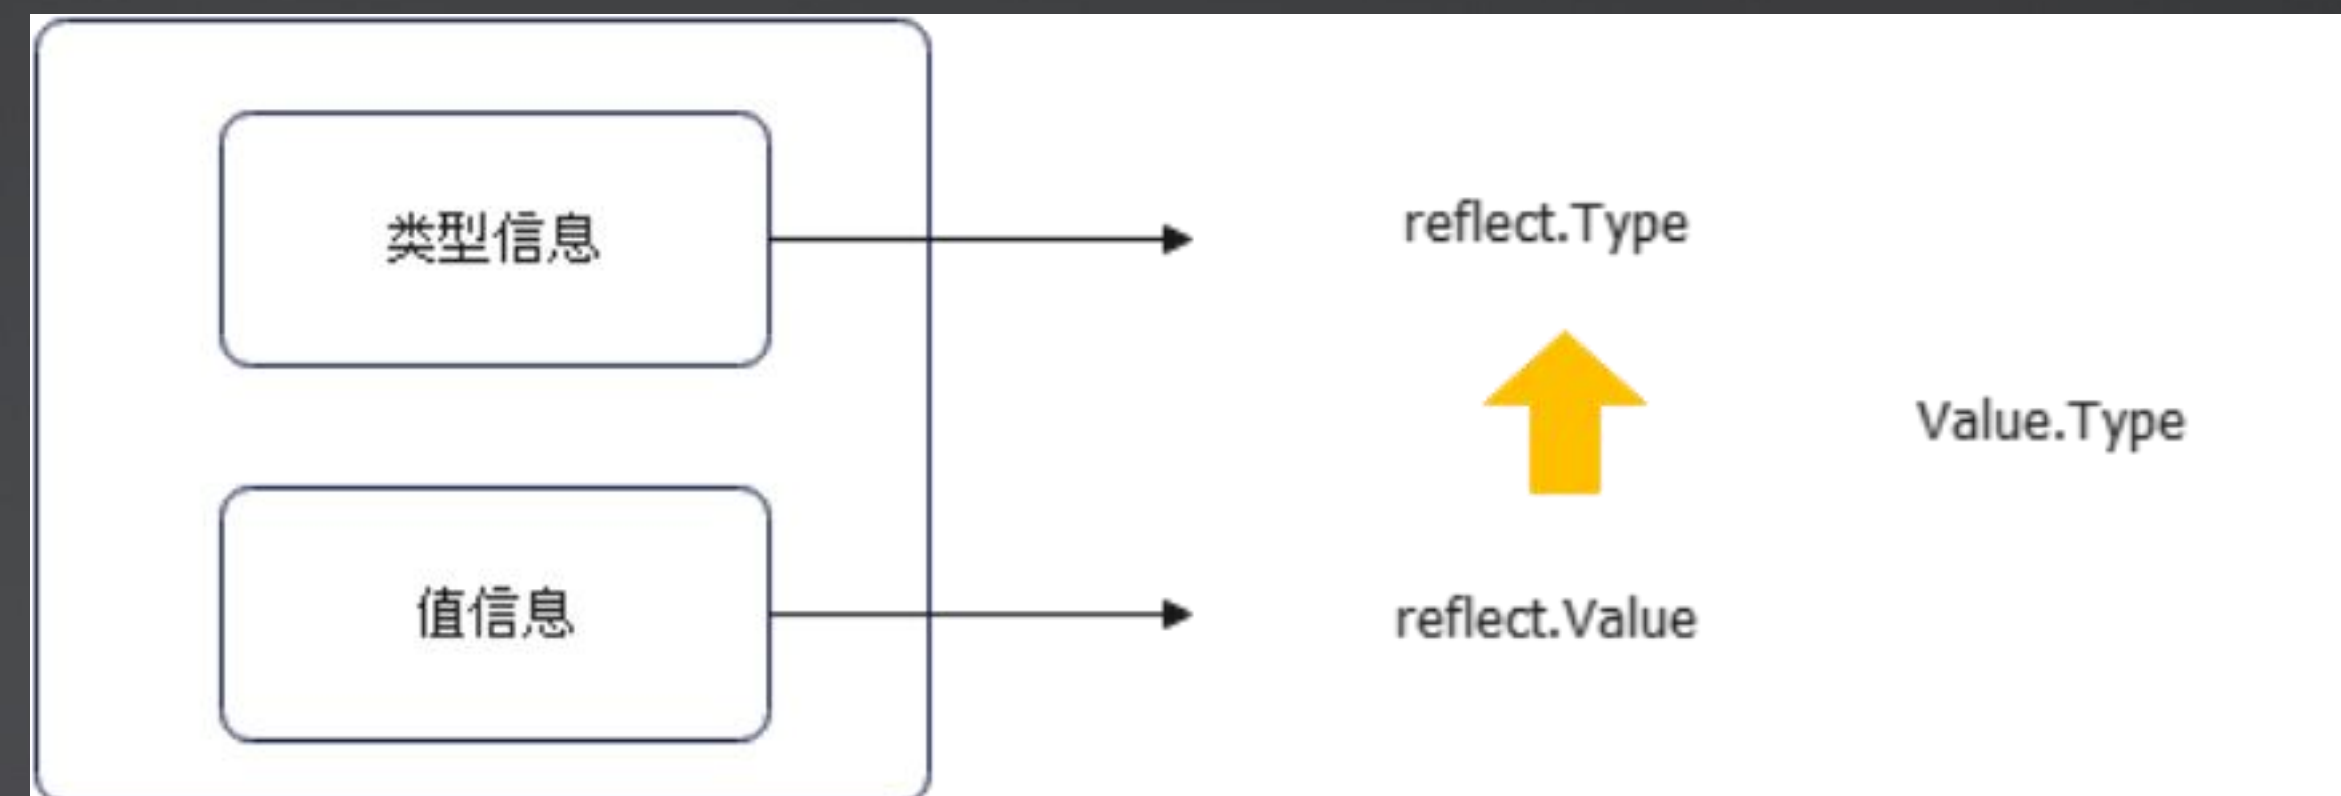 类型信息
reflect.Type
Value.Type
值信息
reflect.Value